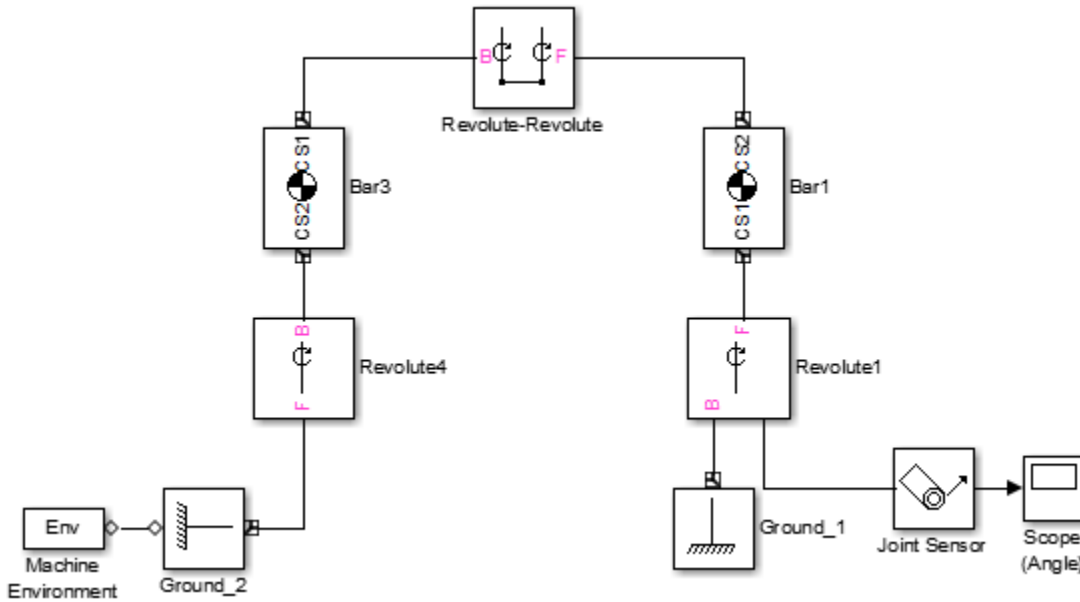 B
F
Revolute-Revolute
CS1
CS2
Bar3
CS2
CS1
Bar1
B
F
Revolute4
F
B
Revolute1
Env
Machine
Environment
Ground_2
Ground_1
Joint Sensor
Scope
(Angle)